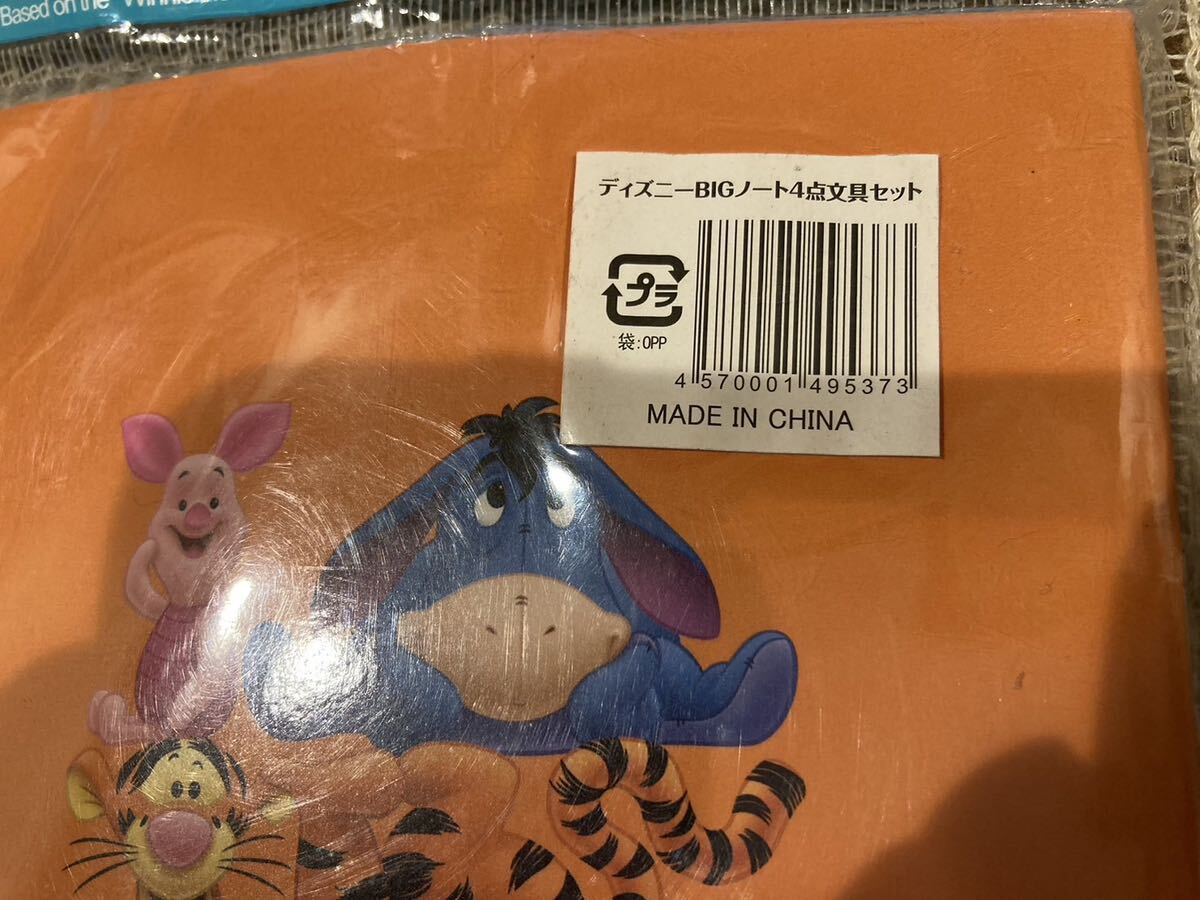 Based on the "Winnie
ディズニーBIGノート4点文具セット
プラ
袋:OPP
4 570001 495373
MADE IN CHINA